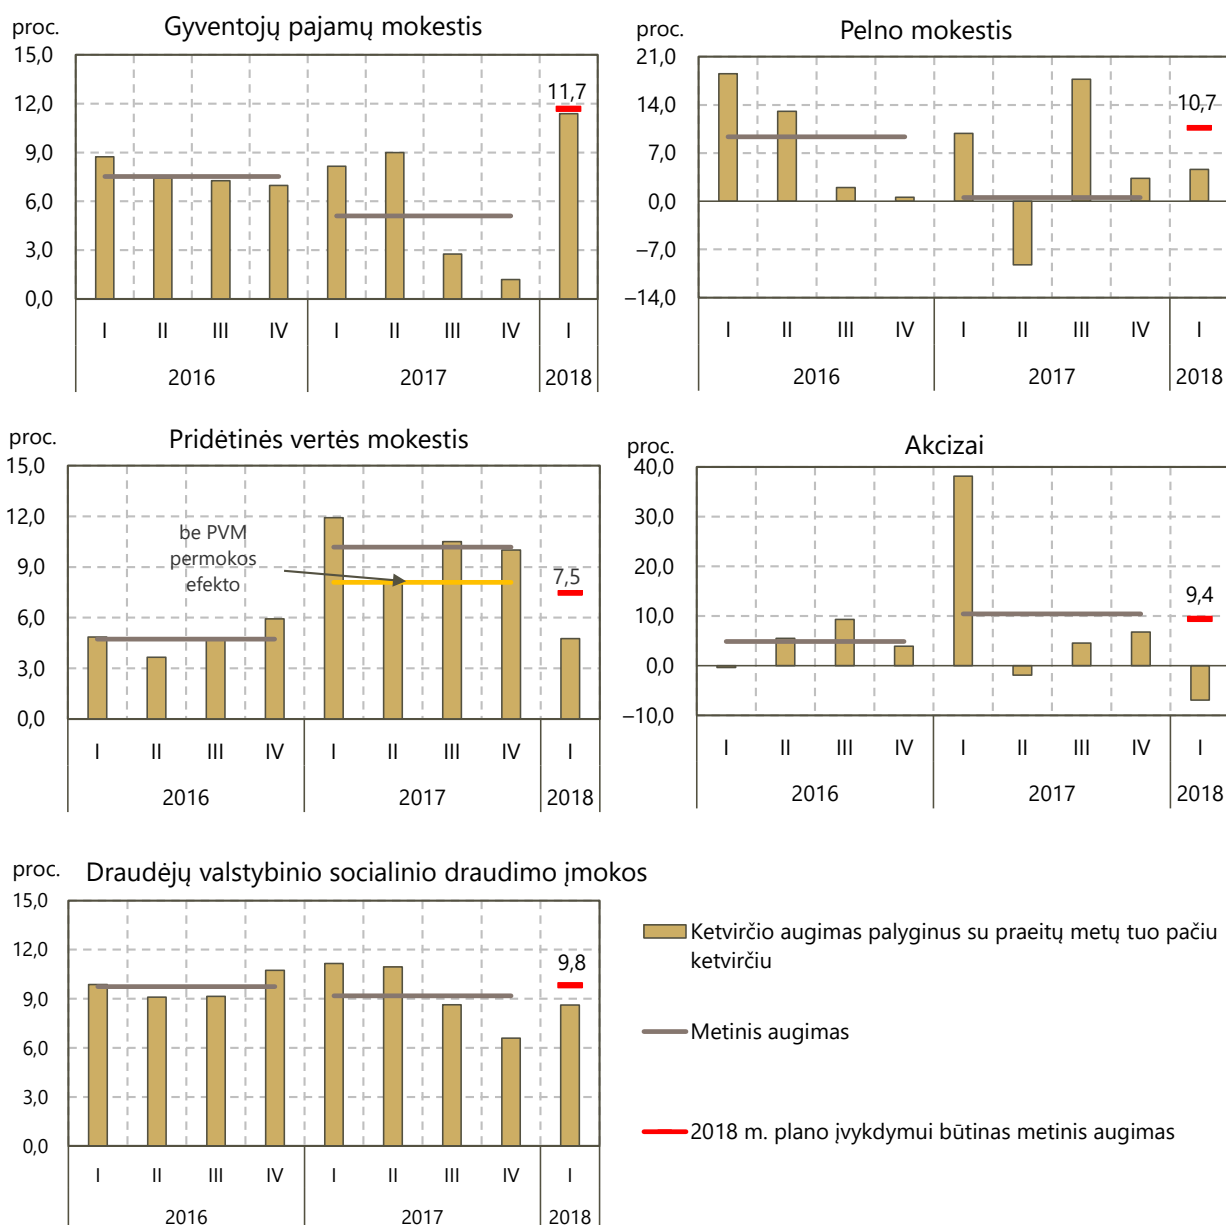 proc.
Gyventojų pajamų mokestis
15,0
12,0
9,0
6,0
3,0
0,0
11,7
I II III IV I II III IV I
2016 2017 2018
proc.
Pelno mokestis
21,0
14,0
7,0
0,0
–7,0
–14,0
10,7
I II III IV I II III IV I
2016 2017 2018
proc.
Pridėtinės vertės mokestis
15,0
12,0
9,0
6,0
3,0
0,0
be PVM
permokos
efekto
7,5
I II III IV I II III IV I
2016 2017 2018
proc.
Akcizai
40,0
30,0
20,0
10,0
0,0
–10,0
9,4
I II III IV I II III IV I
2016 2017 2018
proc.
Draudėjų valstybinio socialinio draudimo įmokos
15,0
12,0
9,0
6,0
3,0
0,0
9,8
I II III IV I II III IV I
2016 2017 2018
Ketvirčio augimas palyginus su praeitų metų tuo pačiu
ketvirčiu
Metinis augimas
2018 m. plano įvykdymui būtinas metinis augimas